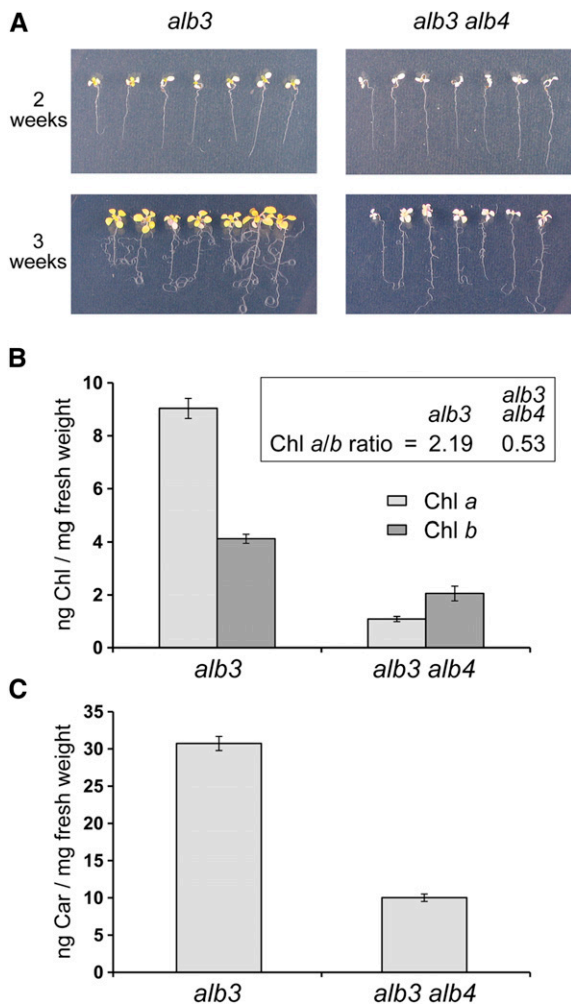 A
alb3
alb3 alb4
2
weeks
3
weeks
B
ng Chl / mg fresh weight
10
8
6
4
2
0
alb3
alb3
alb4
Chl a/b ratio = 2.19 0.53
Chl a
Chl b
alb3
alb3 alb4
C
ng Car / mg fresh weight
35
30
25
20
15
10
5
0
alb3
alb3 alb4